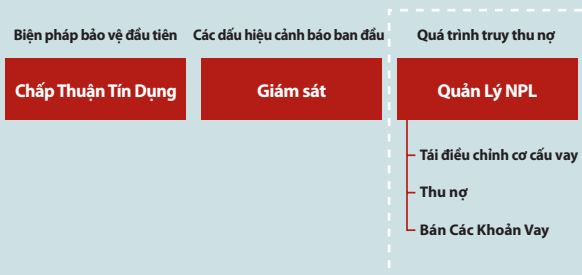 Biện pháp bảo vệ đầu tiên
Các dấu hiệu cảnh báo ban đầu
Quá trình truy thu nợ
Chấp Thuận Tín Dụng
Giám sát
Quản Lý NPL
Tái điều chỉnh cơ cấu vay
Thu nợ
Bán Các Khoản Vay